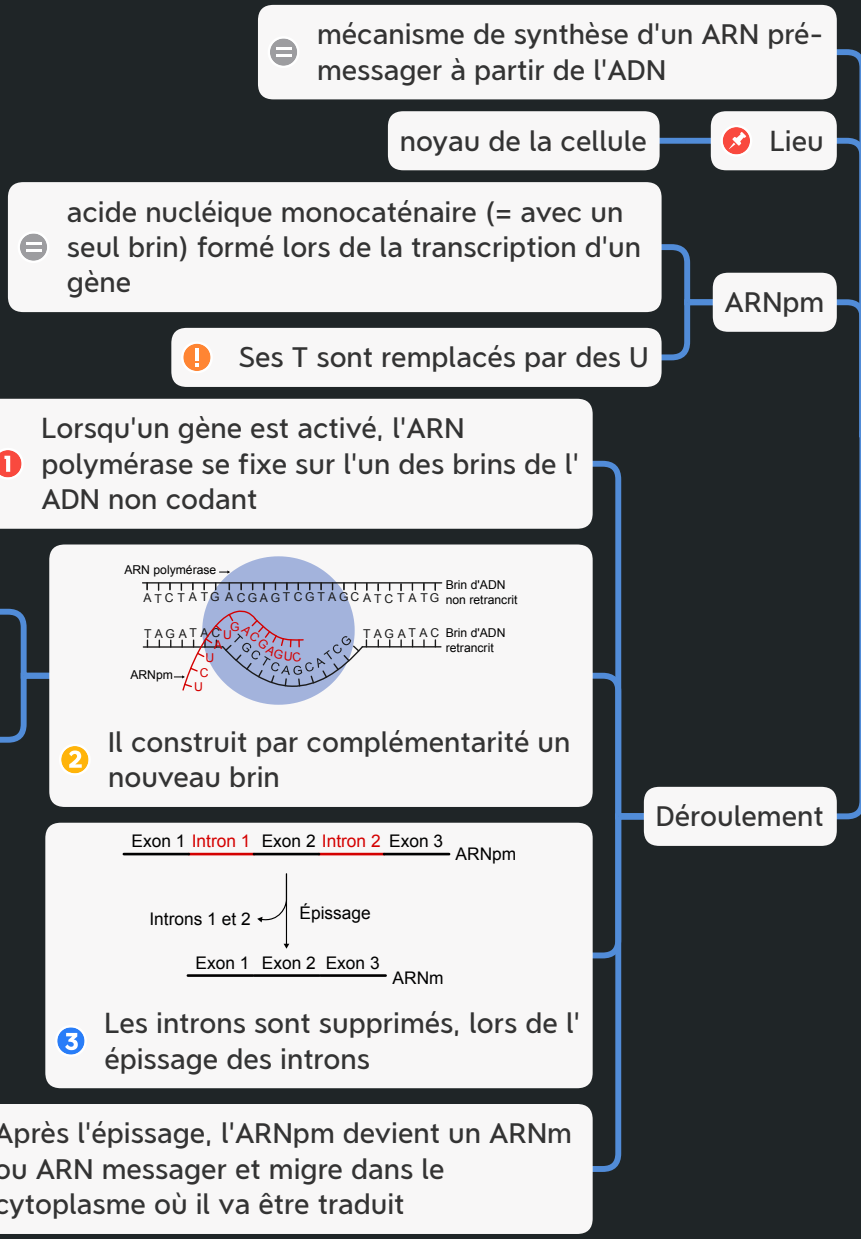 mécanisme de synthèse d'un ARN pré-
messager à partir de l'ADN
noyau de la cellule
Lieu
acide nucléique monocaténaire (= avec un
seul brin) formé lors de la transcription d'un
gène
ARNpm
Ses T sont remplacés par des U
1
Lorsqu'un gène est activé, l'ARN
polymérase se fixe sur l'un des brins de l'
ADN non codant
ARN polymérase
Brin d'ADN
non retrancrit
ATCTATGACGAGTCGTAGCATCTATG
TAGATACTGCTCAGCATCGTAGATAC
Brin d'ADN
retrancrit
UCUAUGACGAGUC
ARNpm
2
Il construit par complémentarité un
nouveau brin
Déroulement
Exon 1 Intron 1 Exon 2 Intron 2 Exon 3
ARNpm
Introns 1 et 2
Épissage
Exon 1 Exon 2 Exon 3
ARNm
3
Les introns sont supprimés, lors de l'
épissage des introns
Après l'épissage, l'ARNpm devient un ARNm
ou ARN messager et migre dans le
cytoplasme où il va être traduit